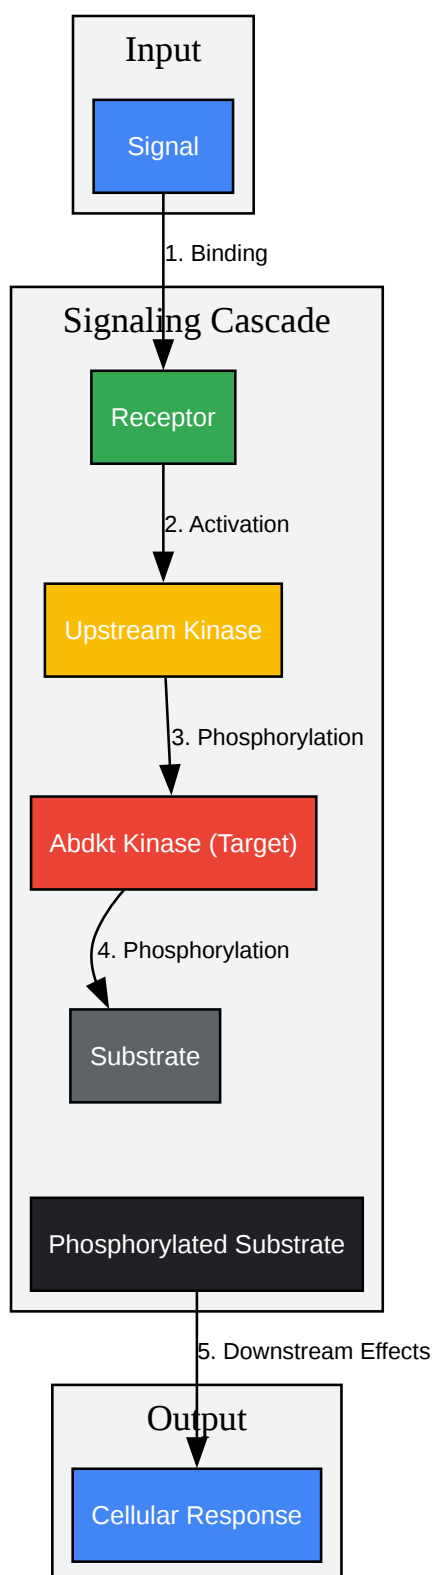 Input
Signal
1. Binding
Signaling Cascade
Receptor
2. Activation
Upstream Kinase
3. Phosphorylation
Abdkt Kinase (Target)
4. Phosphorylation
Substrate
Phosphorylated Substrate
5. Downstream Effects
Output
Cellular Response